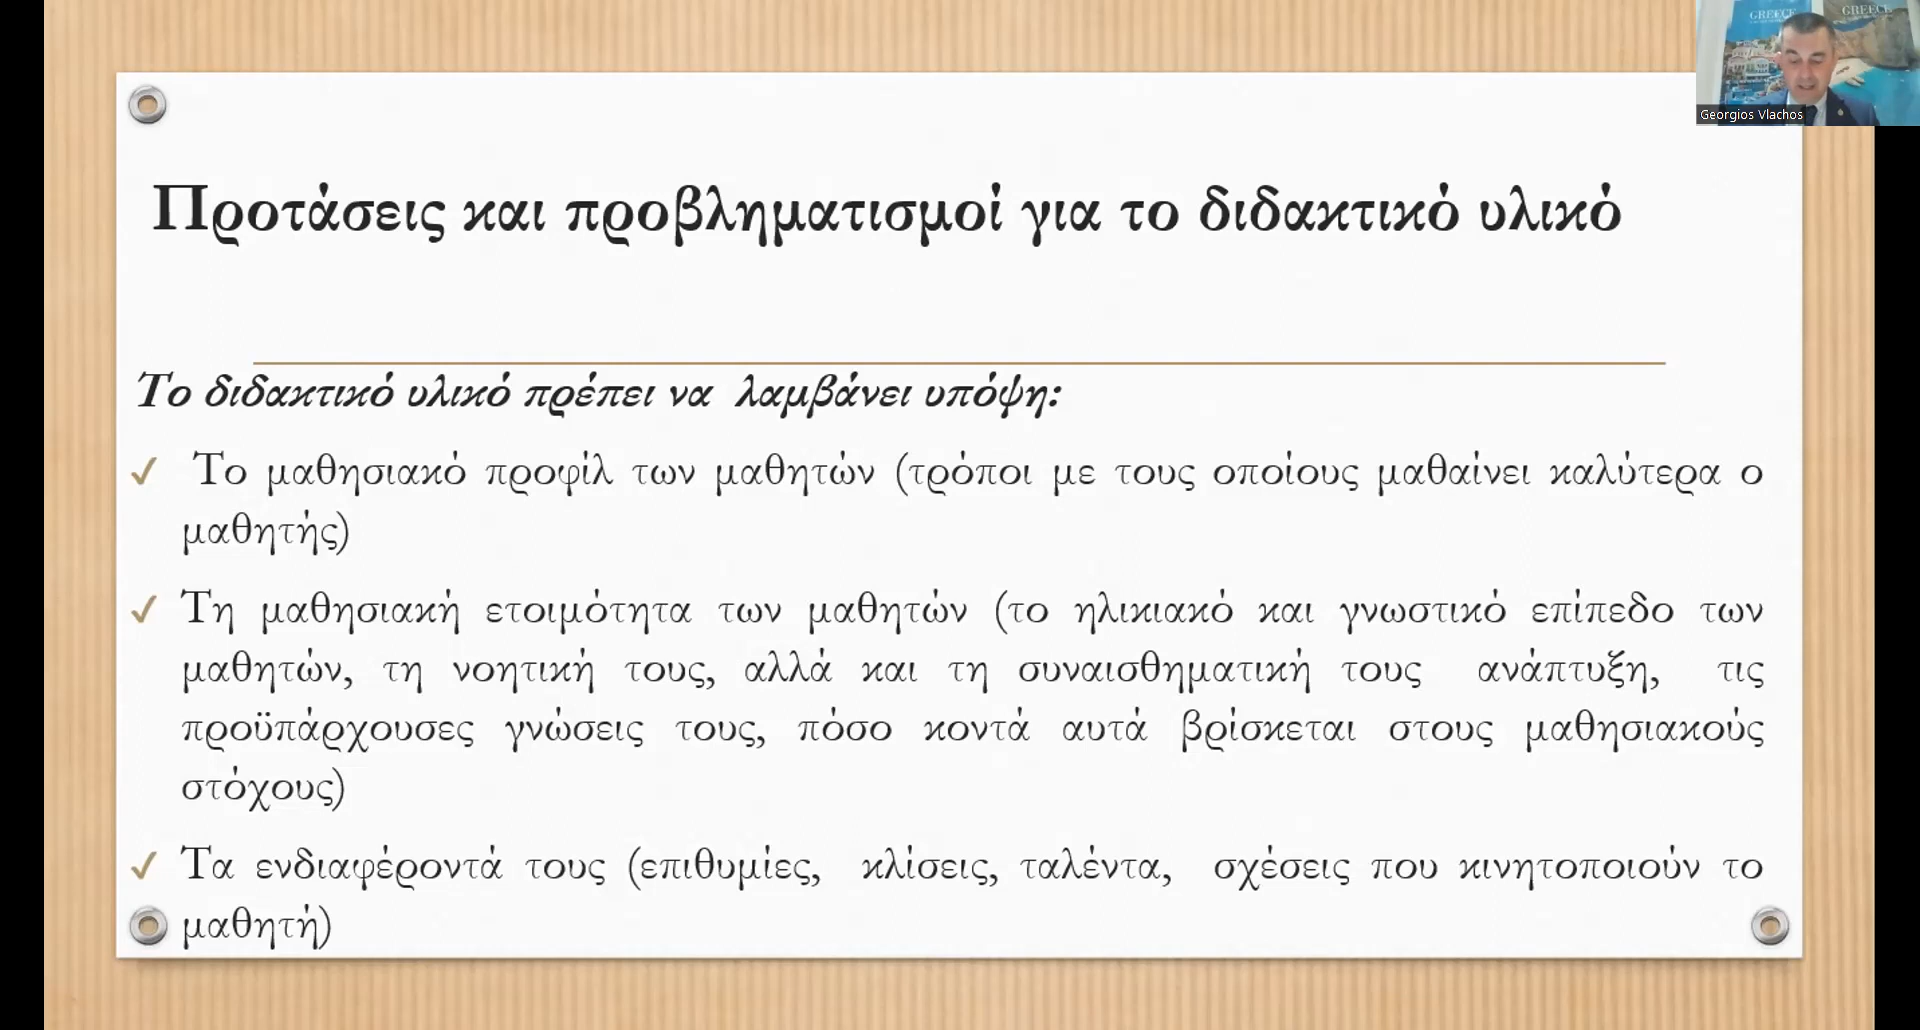 GREECE
GREECE
Georgios Vlachos
Προτάσεις και προβληματισμοί για το διδακτικό υλικό
Το διδακτικό υλικό πρέπει να λαμβάνει υπόψη:
✓ Το μαθησιακό προφίλ των μαθητών (τρόποι με τους οποίους μαθαίνει καλύτερα ο
μαθητής)
✓ Τη μαθησιακή ετοιμότητα των μαθητών (το ηλικιακό και γνωστικό επίπεδο των
μαθητών, τη νοητική τους, αλλά και τη συναισθηματική τους ανάπτυξη, τις
προϋπάρχουσες γνώσεις τους, πόσο κοντά αυτά βρίσκεται στους μαθησιακούς
στόχους)
✓ Τα ενδιαφέροντά τους (επιθυμίες, κλίσεις, ταλέντα, σχέσεις που κινητοποιούν το
μαθητή)